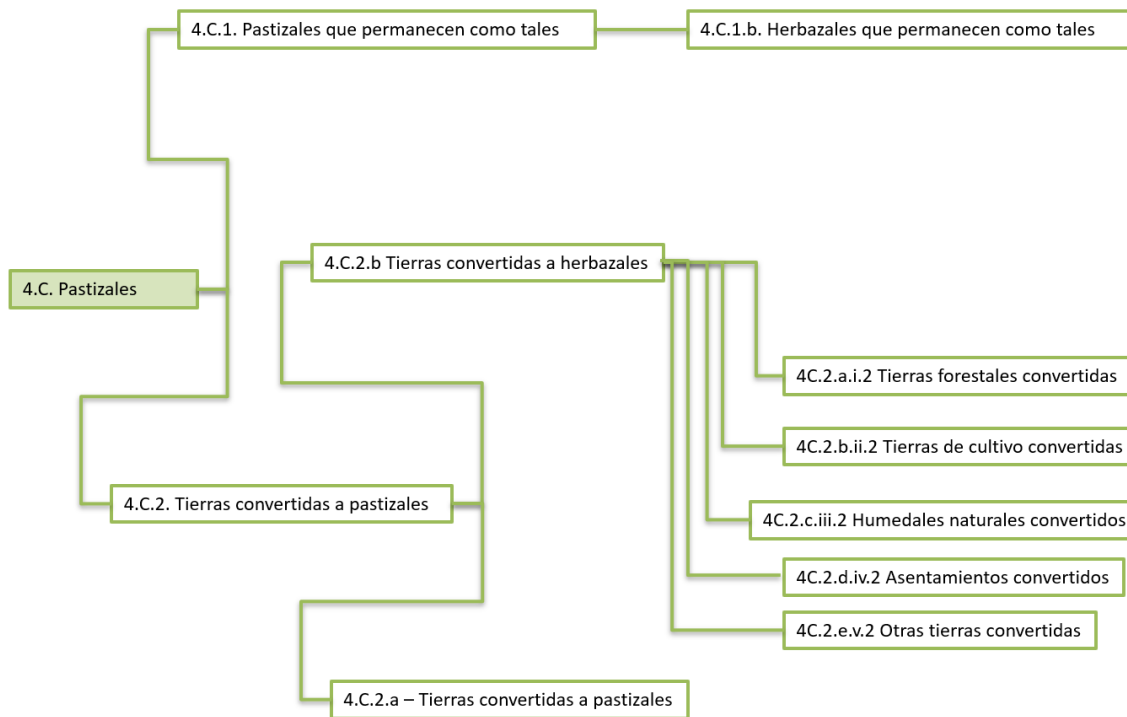 4.C.1. Pastizales que permanecen como tales
4.C.1.b. Herbazales que permanecen como tales
4.C.2.b Tierras convertidas a herbazales
4.C. Pastizales
4C.2.a.i.2 Tierras forestales convertidas
4C.2.b.ii.2 Tierras de cultivo convertidas
4.C.2. Tierras convertidas a pastizales
4C.2.c.iii.2 Humedales naturales convertidos
4C.2.d.iv.2 Asentamientos convertidos
4C.2.e.v.2 Otras tierras convertidas
4.C.2.a – Tierras convertidas a pastizales